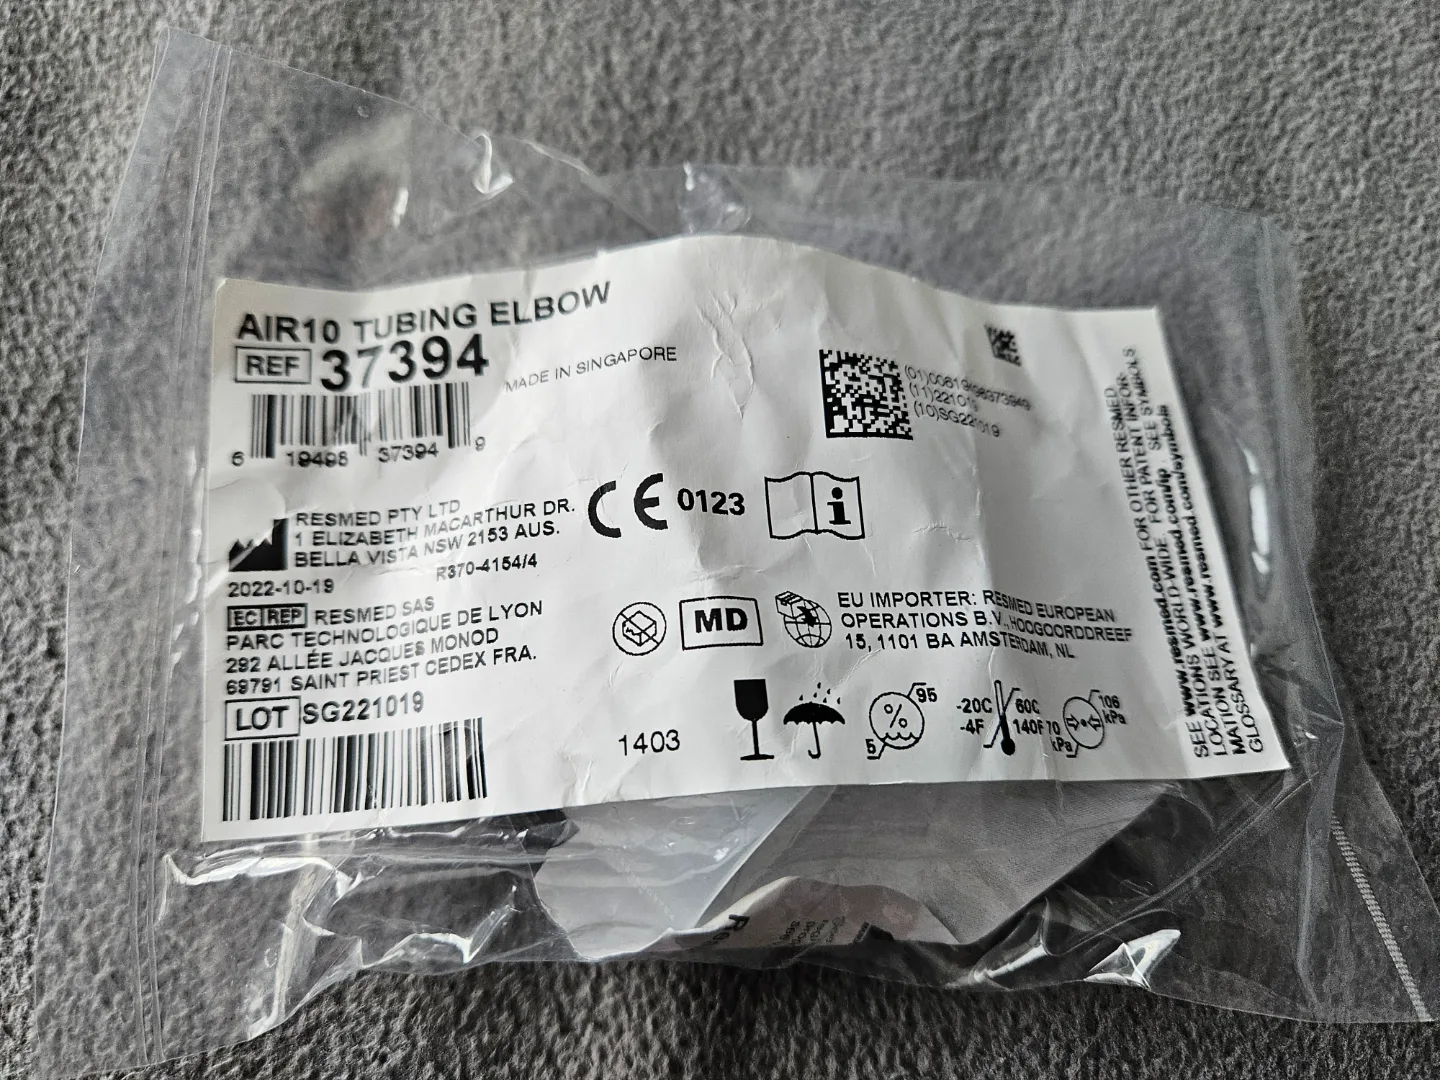 AIR10 TUBING ELBOW
REF 37394
MADE IN SINGAPORE
6 19498 37394 9
(11)22101
(10)SG221019
RESMED PTY LTD
1 ELIZABETH MACARTHUR DR.
BELLA VISTA NSW 2153 AUS.
R370-4154/4
2022-10-19
CE 0123
i
EC REP RESMED SAS
PARC TECHNOLOGIQUE DE LYON
292 ALLÉE JACQUES MONOD
69791 SAINT PRIEST CEDEX FRA.
LOT SG221019
MD
EU IMPORTER: RESMED EUROPEAN
OPERATIONS B.V., HOOGOORDDREEF
15, 1101 BA AMSTERDAM, NL
1403
% 95
5
-20C 60C
-4F 140F
106 kPa
70 kPa
SEE www.resmed.com FOR OTHER RESMED
LOCATIONS WORLD WIDE. FOR PATENT INFOR-
MATION SEE www.resmed.com/ip SEE SYMBOLS
GLOSSARY AT www.resmed.com/symbols